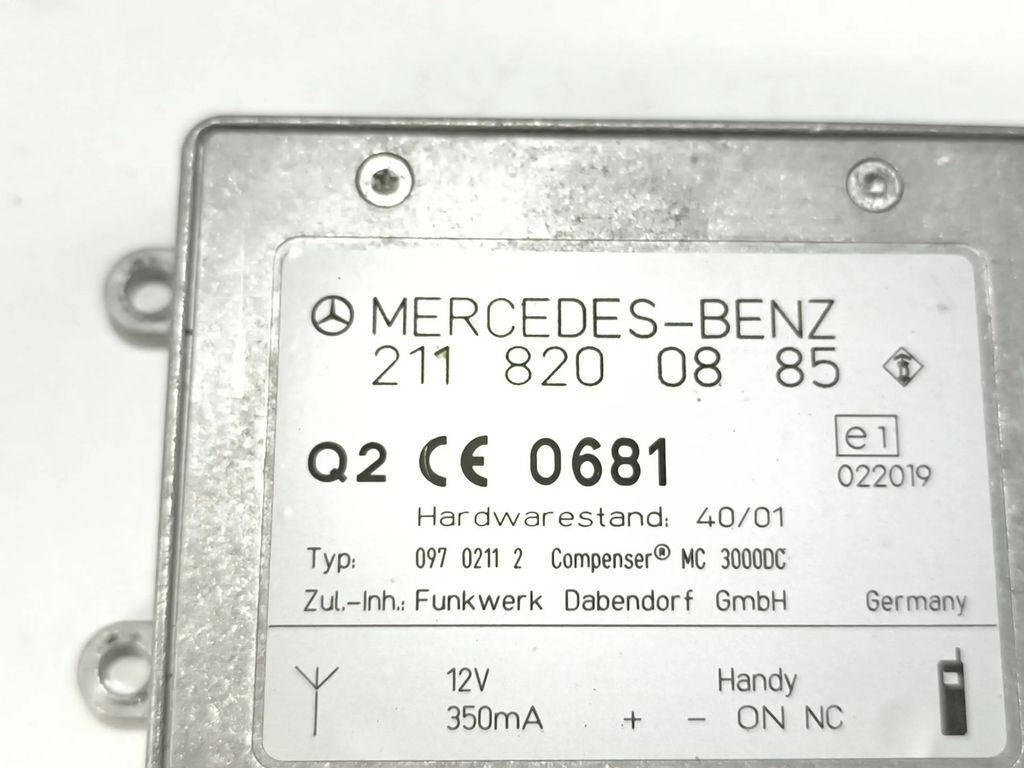 MERCEDES-BENZ
211 820 08 85
e1
Q2 CE 0681
022019
Hardwarestand: 40/01
Typ: 097 0211 2 Compenser® MC 3000DC
Zul.-Inh.: Funkwerk Dabendorf GmbH Germany
12V Handy
350mA + - ON NC